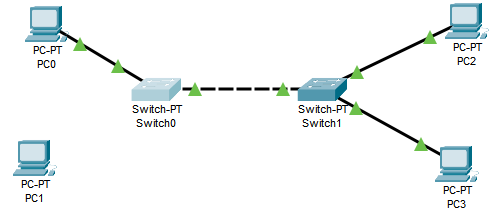 PC-PT
PC0
Switch-PT
Switch0
Switch-PT
Switch1
PC-PT
PC2
PC-PT
PC1
PC-PT
PC3